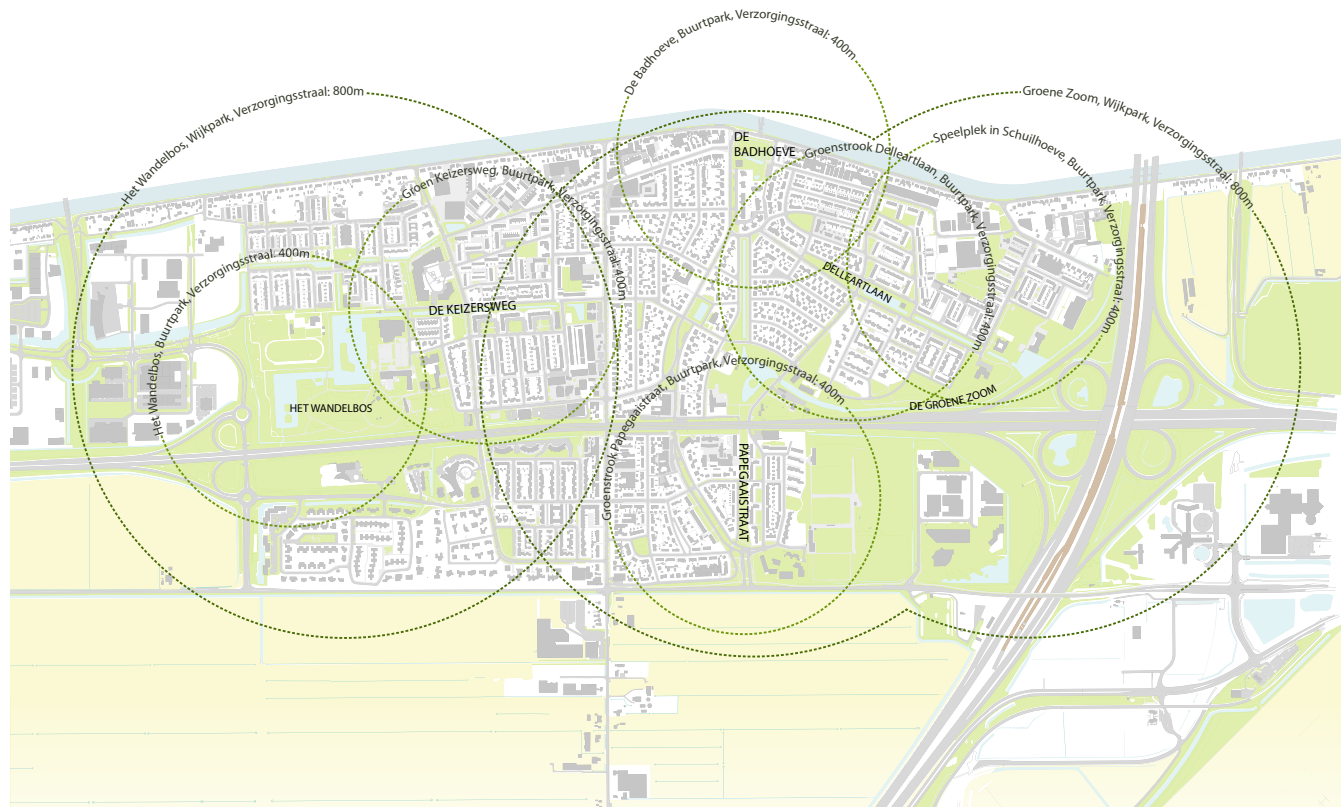 De Badhoeve, Buurtpark, Verzorgingsstraal: 400m
Het Wandelbos, Wijkpark, Verzorgingsstraal: 800m
Groene Zoom, Wijkpark, Verzorgingsstraal: 800m
Speelplek in Schuilhoeve, Buurtpark, Verzorgingsstraal: 400m
DE
BADHOEVE
Groenstrook Delleartlaan, Buurtpark, Verzorgingsstraal: 400m
Groen Keizersweg, Buurtpark, Verzorgingsstraal: 400m
Het Wandelbos, Buurtpark, Verzorgingsstraal: 400m
DELLEARTLAAN
DE KEIZERSWEG
Groenstrook Papegaaistraat, Buurtpark, Verzorgingsstraal: 400m
HET WANDELBOS
DE GROENE ZOOM
PAPEGAAISTRAAT